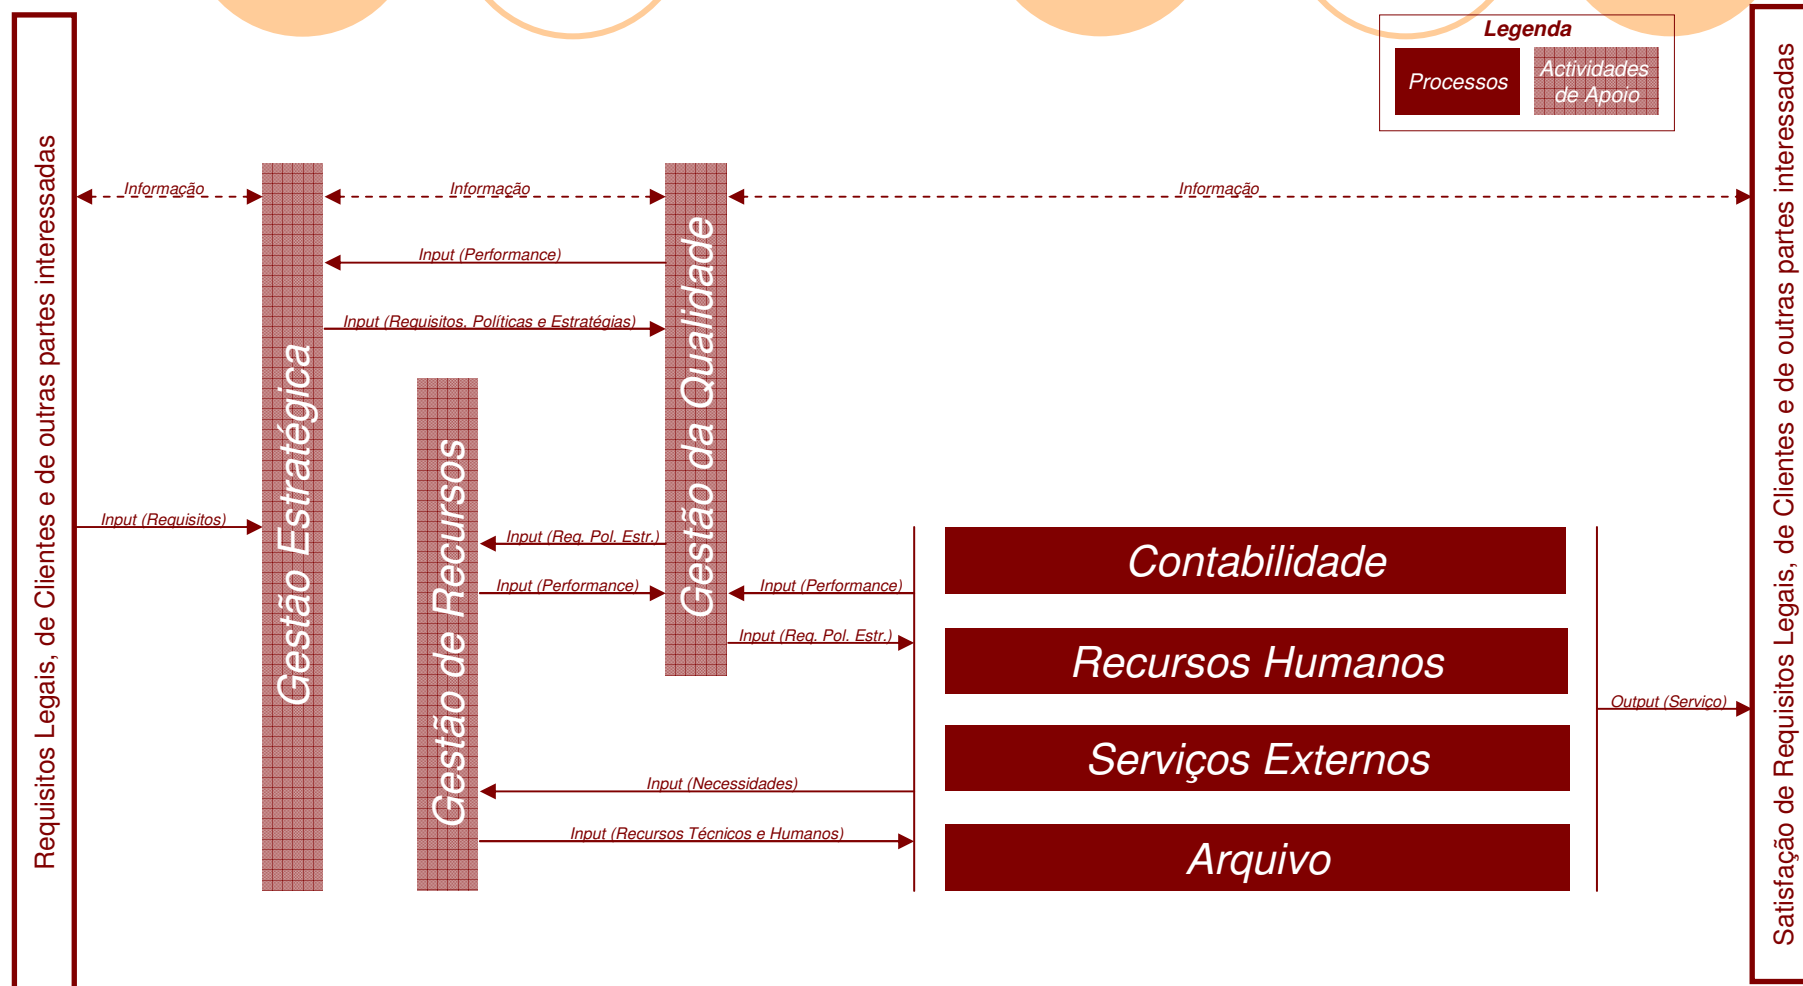 Legenda
Processos
Actividades
de Apoio
Requisitos Legais, de Clientes e de outras partes interessadas
Informação
Informação
Informação
Input (Performance)
Input (Requisitos, Políticas e Estratégias)
Gestão Estratégica
Gestão de Recursos
Gestão da Qualidade
Input (Requisitos)
Input (Req. Pol. Estr.)
Input (Performance)
Input (Performance)
Input (Req. Pol. Estr.)
Input (Necessidades)
Input (Recursos Técnicos e Humanos)
Contabilidade
Recursos Humanos
Serviços Externos
Arquivo
Output (Serviço)
Satisfação de Requisitos Legais, de Clientes e de outras partes interessadas